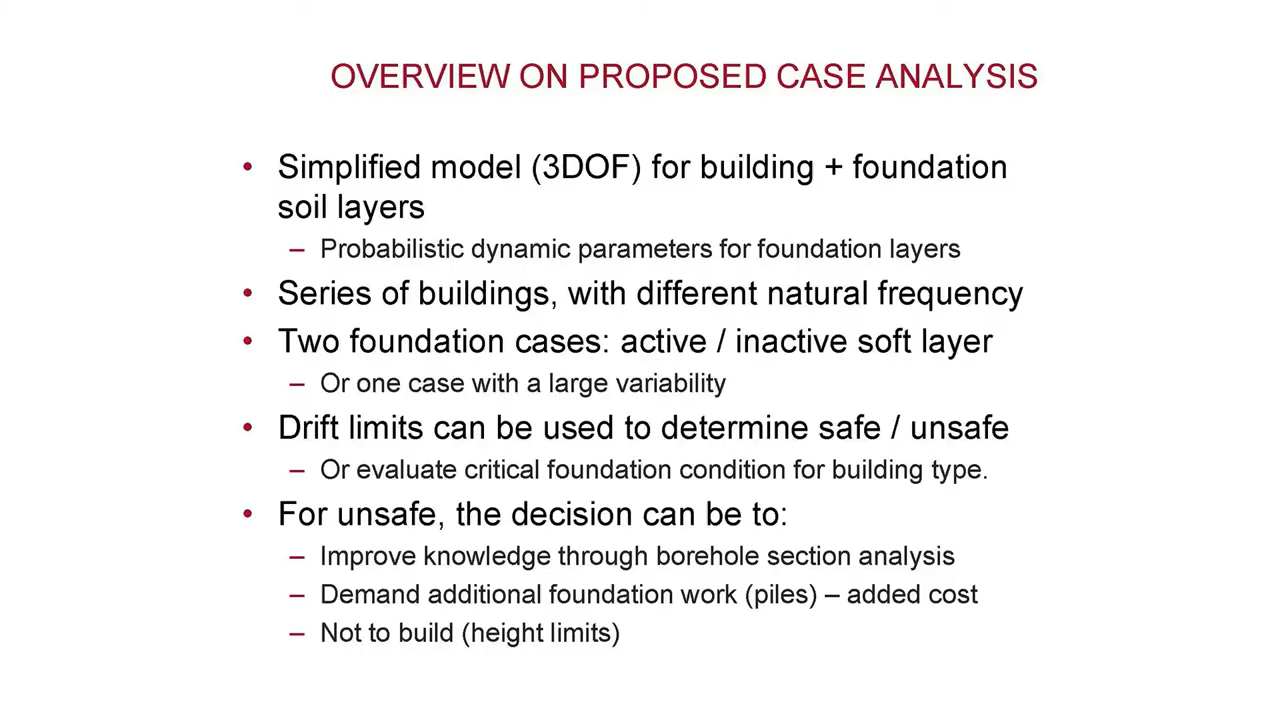 OVERVIEW ON PROPOSED CASE ANALYSIS
• Simplified model (3DOF) for building + foundation
soil layers
– Probabilistic dynamic parameters for foundation layers
• Series of buildings, with different natural frequency
• Two foundation cases: active / inactive soft layer
– Or one case with a large variability
• Drift limits can be used to determine safe / unsafe
– Or evaluate critical foundation condition for building type.
• For unsafe, the decision can be to:
– Improve knowledge through borehole section analysis
– Demand additional foundation work (piles) – added cost
– Not to build (height limits)